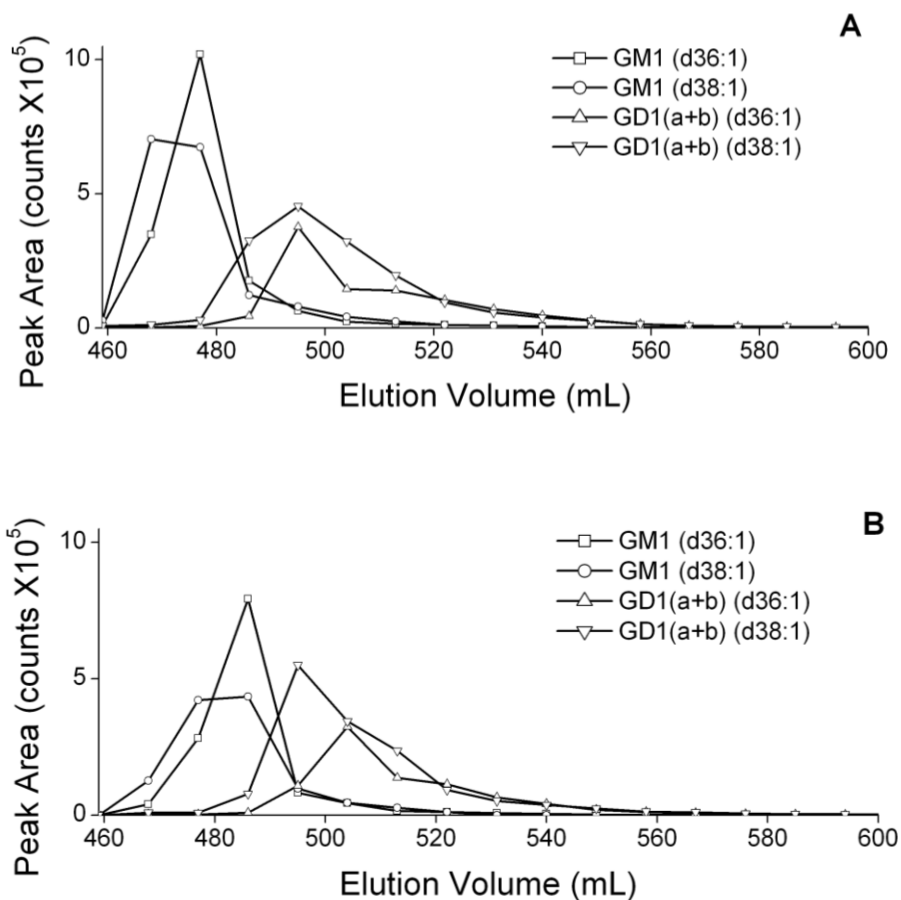 A
GM1 (d36:1)
GM1 (d38:1)
GD1(a+b) (d36:1)
GD1(a+b) (d38:1)
Peak Area (counts X10⁵)
10
5
0
460 480 500 520 540 560 580 600
Elution Volume (mL)
B
GM1 (d36:1)
GM1 (d38:1)
GD1(a+b) (d36:1)
GD1(a+b) (d38:1)
Peak Area (counts X10⁵)
10
5
0
460 480 500 520 540 560 580 600
Elution Volume (mL)